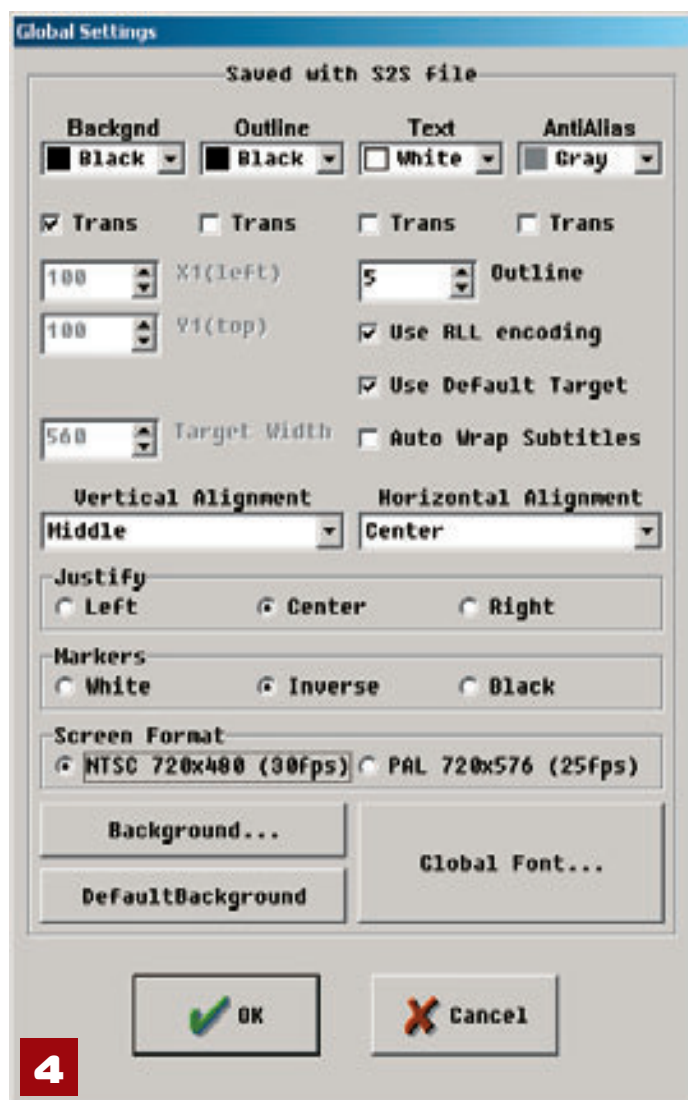 Global Settings
Saved with S2S file
Backgnd Outline Text AntiAlias
Black Black White Gray
Trans Trans Trans Trans
100 X1(left) 5 Outline
100 Y1(top) Use RLL encoding
Use Default Target
560 Target Width Auto Wrap Subtitles
Vertical Alignment Horizontal Alignment
Middle Center
Justify
Left Center Right
Markers
White Inverse Black
Screen Format
NTSC 720x480 (30fps) PAL 720x576 (25fps)
Background...
Global Font...
DefaultBackground
OK Cancel
4